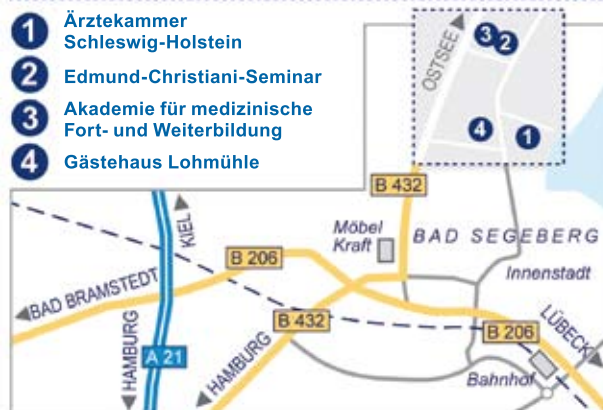 1 Ärztekammer
Schleswig-Holstein
2 Edmund-Christiani-Seminar
3 Akademie für medizinische
Fort- und Weiterbildung
4 Gästehaus Lohmühle
OSTSEE
3 2
4 1
B 432
KIEL
Möbel
Kraft
BAD SEGEBERG
B 206
Innenstadt
BAD BRAMSTEDT
B 432
LÜBECK
B 206
HAMBURG
A 21
HAMBURG
Bahnhof